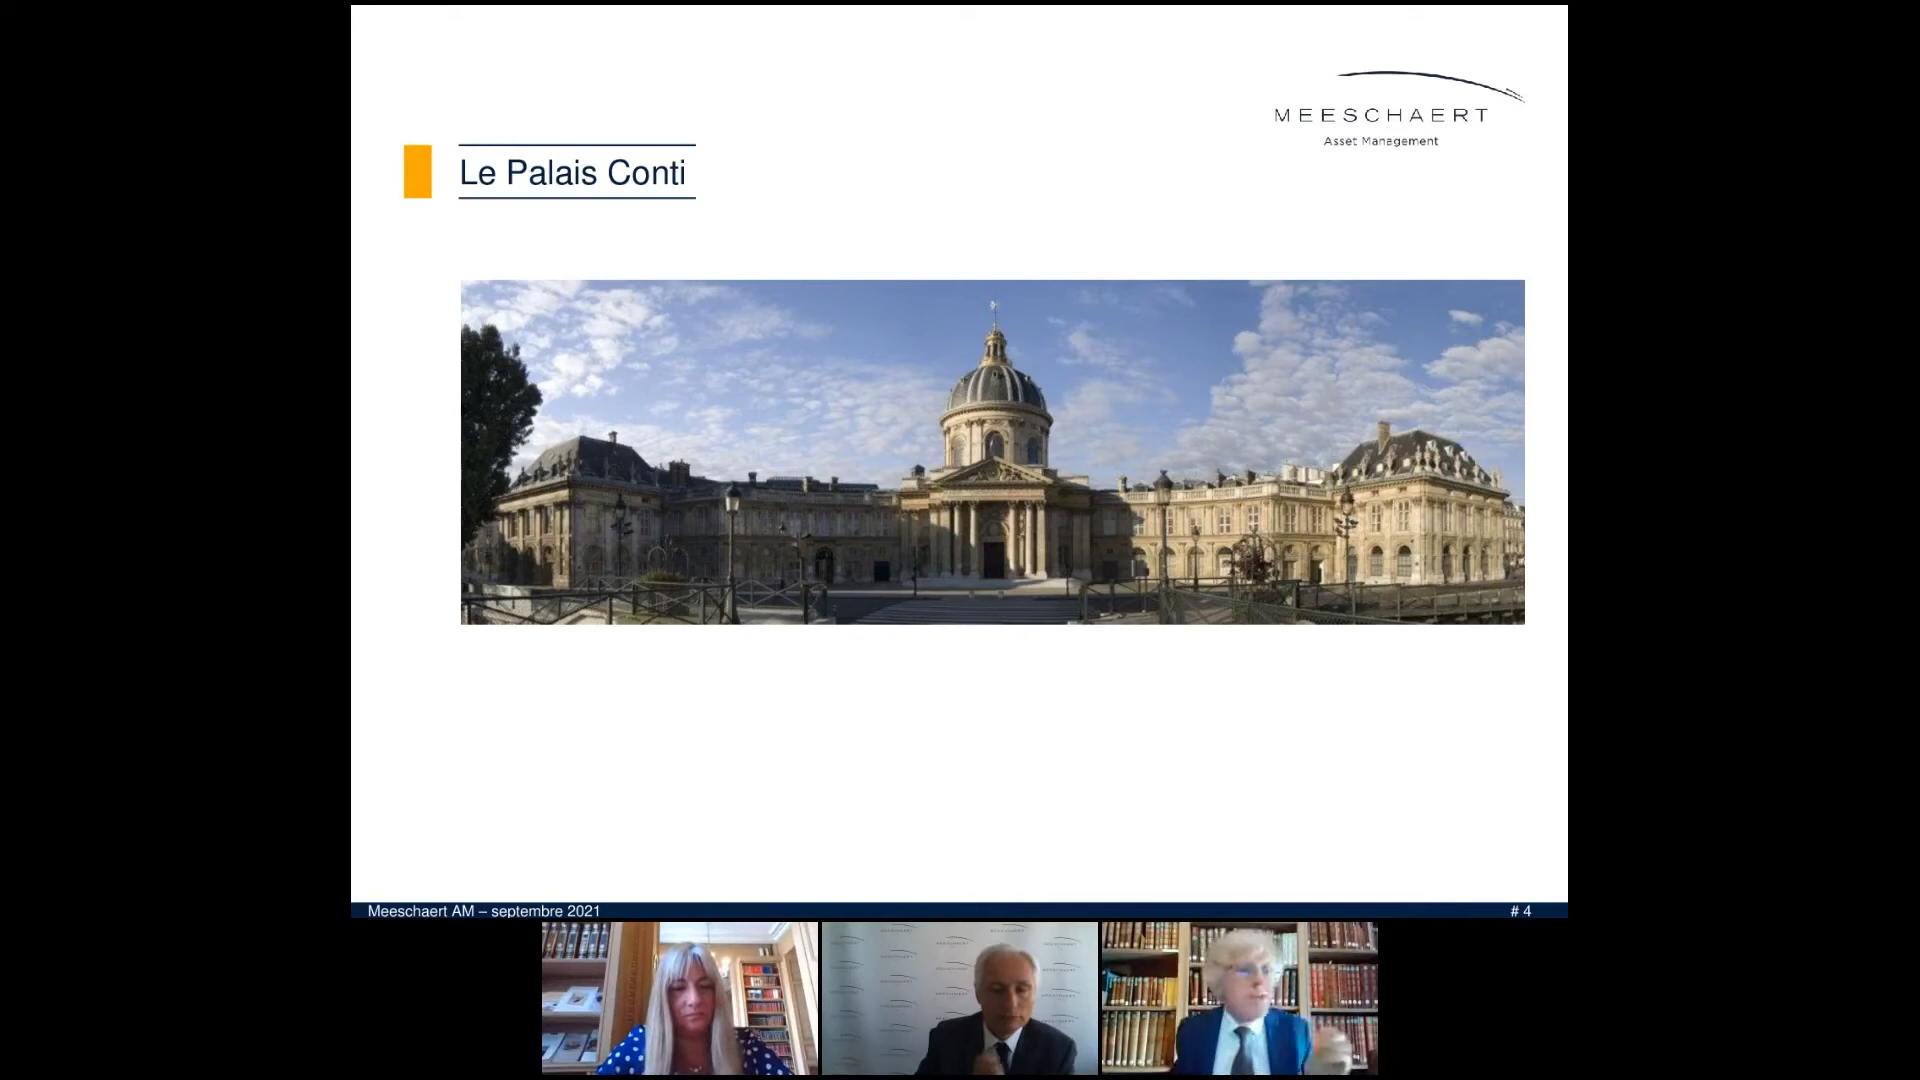 MEESCHAERT
Asset Management
Le Palais Conti
Meeschaert AM – septembre 2021
# 4